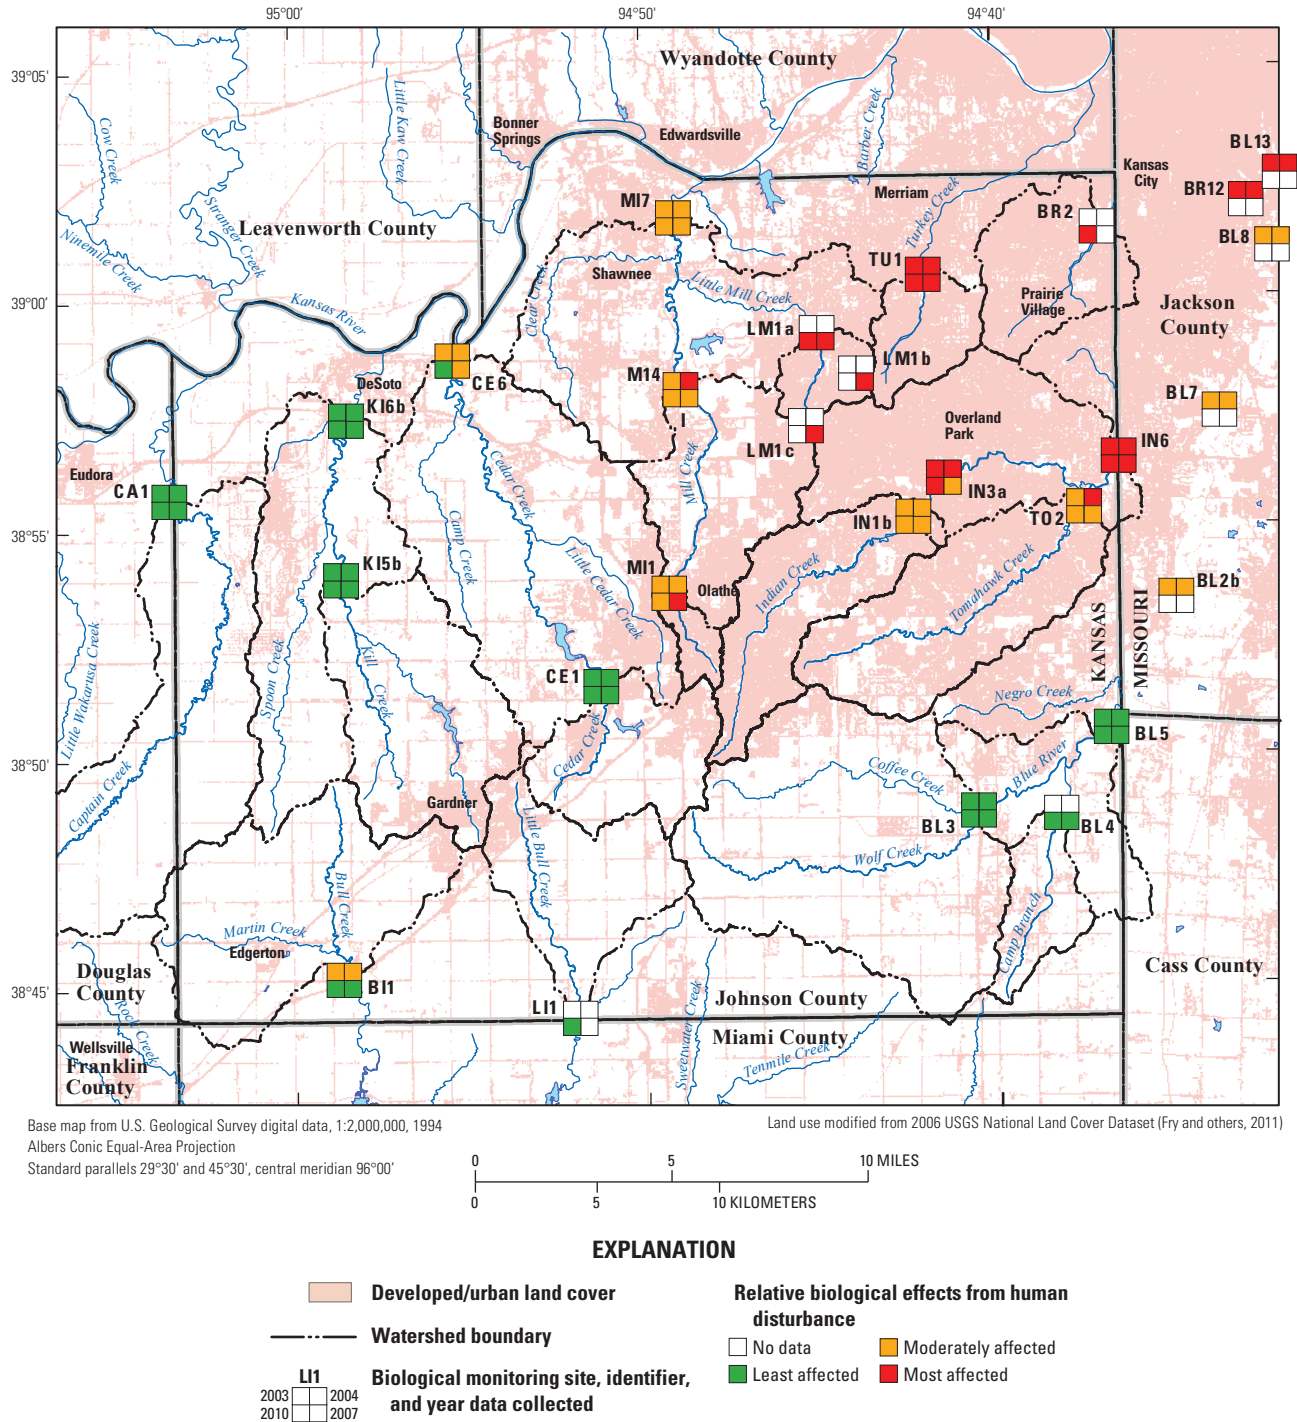 95°00'
94°50'
94°40'
39°05'
39°00'
38°55'
38°50'
38°45'
Wyandotte County
Cow Creek
Little Kaw Creek
Bonner
Springs
Edwardsville
Barber Creek
Kansas
City
BL13
BR12
Merriam
Stranger Creek
MI7
BR2
Turkey Creek
Leavenworth County
BL8
Ninemile Creek
Shawnee
TU1
Clear Creek
Little Mill Creek
Kansas River
Prairie
Village
Jackson
County
LM1a
LM1b
CE6
M14
DeSoto
KI6b
BL7
I
Overland
Park
LM1c
IN6
Eudora
CA1
Cedar Creek
Mill Creek
IN3a
IN1b
TO2
Camp Creek
KI5b
Little Cedar Creek
MI1
Olathe
Indian Creek
Tomahawk Creek
BL2b
KANSAS
MISSOURI
Little Wakarusa Creek
Spoon Creek
Kill Creek
CE1
Negro Creek
BL5
Cedar Creek
Captain Creek
Coffee Creek
Blue River
Gardner
BL3
BL4
Little Bull Creek
Wolf Creek
Bull Creek
Martin Creek
Edgerton
Camp Branch
Douglas
County
BI1
Cass County
LI1
Johnson County
Rock Creek
Sweetwater Creek
Miami County
Wellsville
Franklin
County
Tenmile Creek
Base map from U.S. Geological Survey digital data, 1:2,000,000, 1994
Albers Conic Equal-Area Projection
Standard parallels 29°30' and 45°30', central meridian 96°00'
Land use modified from 2006 USGS National Land Cover Dataset (Fry and others, 2011)
0 5 10 MILES
0 5 10 KILOMETERS
EXPLANATION
Developed/urban land cover
Watershed boundary
LI1
2003 2004
2010 2007
Biological monitoring site, identifier,
and year data collected
Relative biological effects from human
disturbance
No data
Moderately affected
Least affected
Most affected